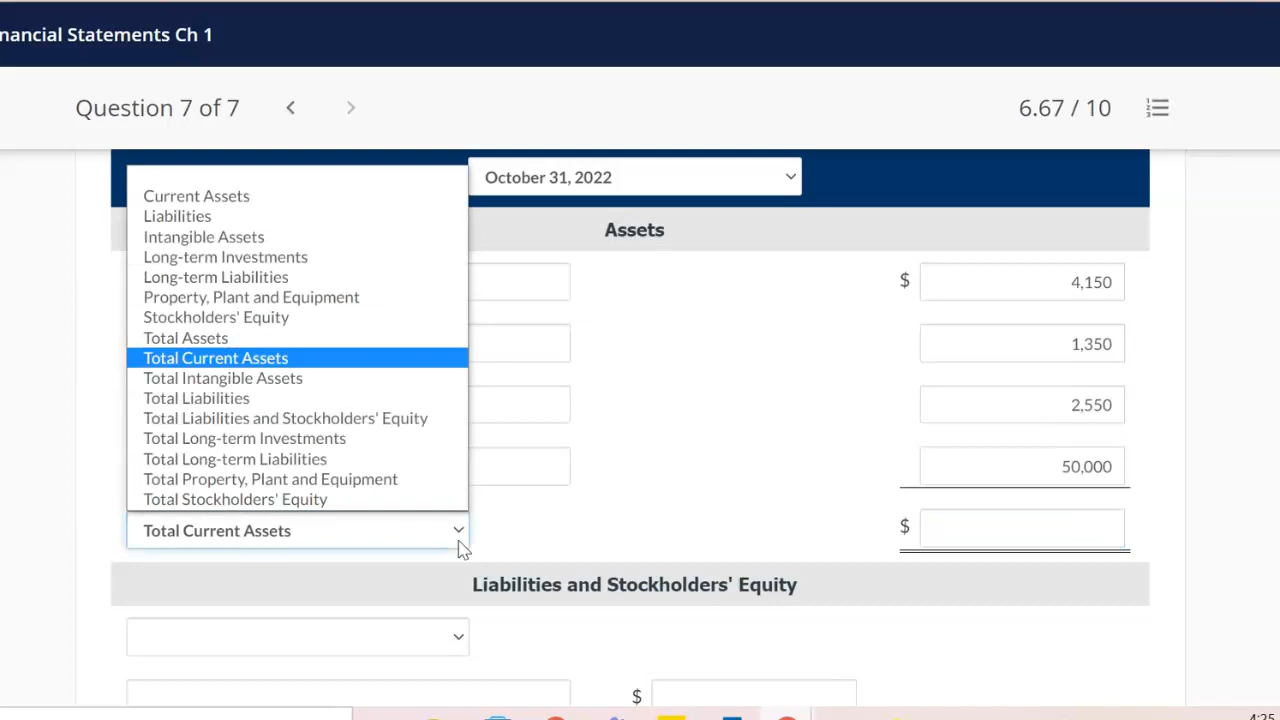 nancial Statements Ch 1
Question 7 of 7
6.67 / 10
October 31, 2022
Current Assets
Liabilities
Intangible Assets
Long-term Investments
Long-term Liabilities
Property, Plant and Equipment
Stockholders' Equity
Total Assets
Total Current Assets
Total Intangible Assets
Total Liabilities
Total Liabilities and Stockholders' Equity
Total Long-term Investments
Total Long-term Liabilities
Total Property, Plant and Equipment
Total Stockholders' Equity
Assets
$ 4,150
1,350
2,550
50,000
Total Current Assets
$
Liabilities and Stockholders' Equity
$